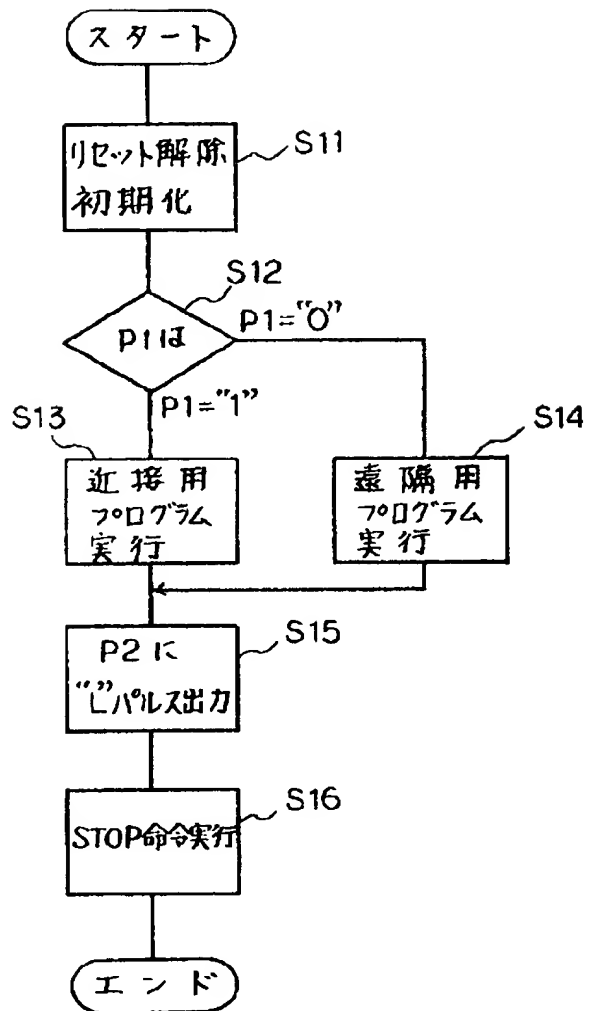 スタート
リセット解除
初期化
S11
S12
P1は
P1="0"
P1="1"
S13
近接用
プログラム
実行
S14
遠隔用
プログラム
実行
P2に
"L"パルス出力
S15
STOP命令実行
S16
エンド